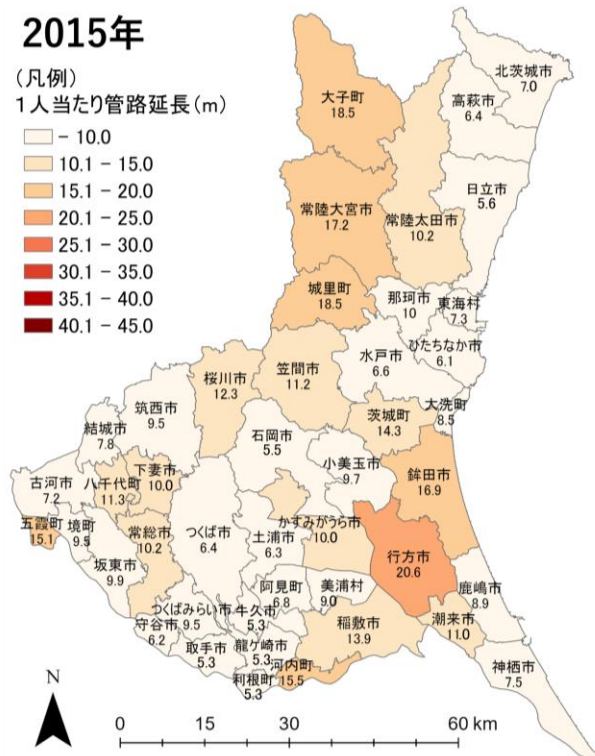 2015年
(凡例)
1人当たり管路延長(m)
- 10.0
10.1 - 15.0
15.1 - 20.0
20.1 - 25.0
25.1 - 30.0
30.1 - 35.0
35.1 - 40.0
40.1 - 45.0
北茨城市
7.0
高萩市
6.4
大子町
18.5
日立市
5.6
常陸大宮市
17.2
常陸太田市
10.2
城里町
18.5
那珂市
10
東海村
7.3
ひたちなか市
6.1
水戸市
6.6
笠間市
11.2
桜川市
12.3
大洗町
8.5
茨城町
14.3
筑西市
9.5
結城市
7.8
石岡市
5.5
小美玉市
9.7
鉾田市
16.9
古河市
7.2
八千代町
11.3
下妻市
10.0
五霞町
15.1
境町
9.5
常総市
10.2
つくば市
6.4
土浦市
6.3
かすみがうら市
10.0
行方市
20.6
坂東市
9.9
阿見町
6.8
美浦村
9.0
鹿嶋市
8.9
つくばみらい市
9.5
牛久市
5.3
稲敷市
13.9
潮来市
11.0
守谷市
6.2
取手市
5.3
龍ケ崎市
5.3
河内町
15.5
利根町
5.3
神栖市
7.5
N
0 15 30 60 km